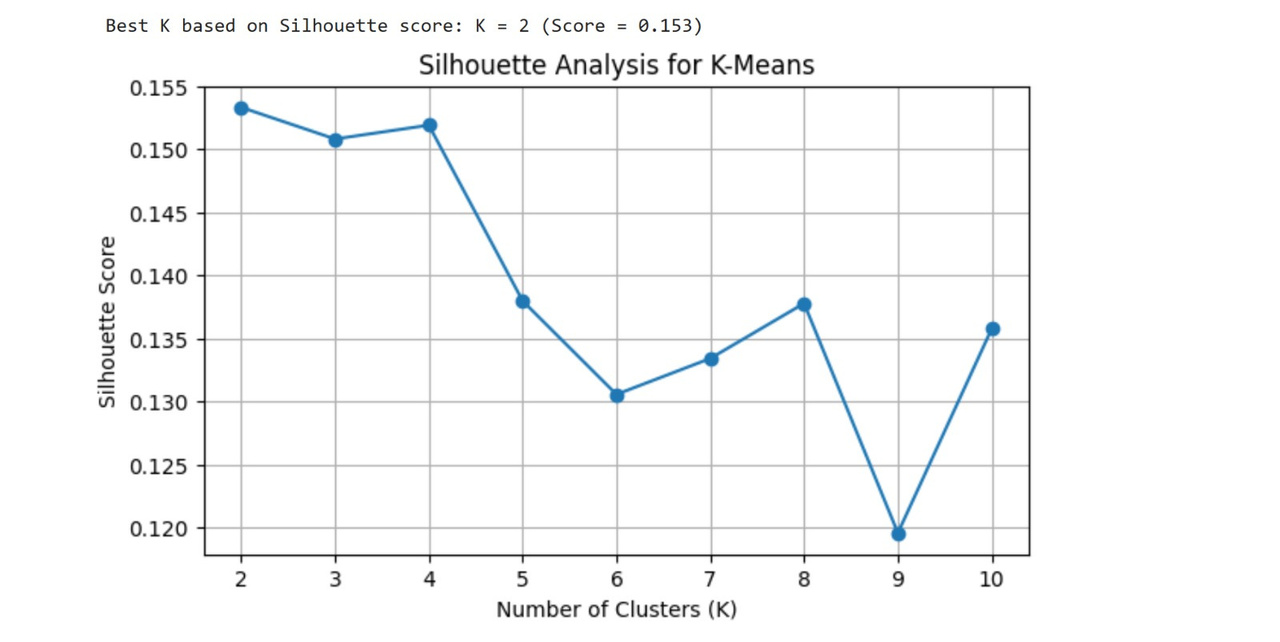 Best K based on Silhouette score: K = 2 (Score = 0.153)
Silhouette Analysis for K-Means
0.155
0.150
0.145
0.140
0.135
0.130
0.125
0.120
Silhouette Score
2 3 4 5 6 7 8 9 10
Number of Clusters (K)